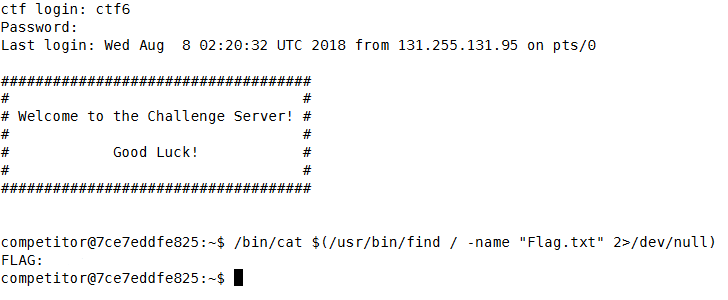 ctf login: ctf6
Password:
Last login: Wed Aug  8 02:20:32 UTC 2018 from 131.255.131.95 on pts/0
####################################
#                                  #
# Welcome to the Challenge Server! #
#                                  #
#            Good Luck!            #
#                                  #
####################################
competitor@7ce7eddfe825:~$ /bin/cat $(/usr/bin/find / -name "Flag.txt" 2>/dev/null)
FLAG:
competitor@7ce7eddfe825:~$